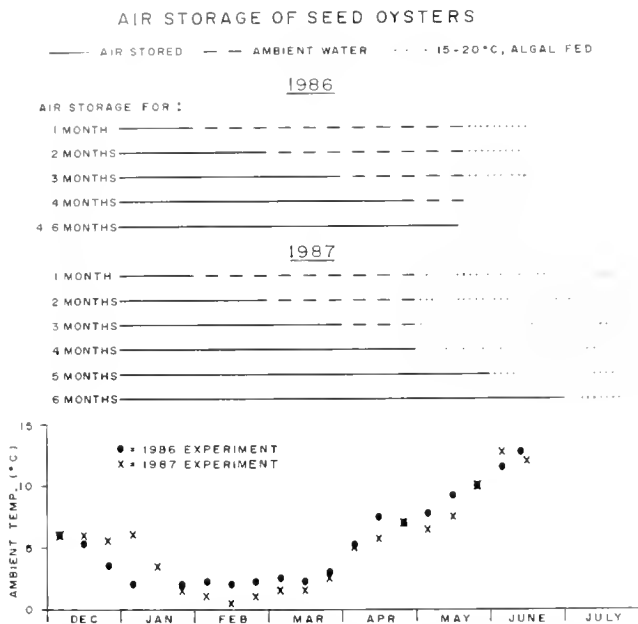 AIR STORAGE OF SEED OYSTERS
AIR STORED AMBIENT WATER 15-20°C, ALGAL FED
1986
AIR STORAGE FOR :
1 MONTH
2 MONTHS
3 MONTHS
4 MONTHS
4 6 MONTHS
1987
1 MONTH
2 MONTHS
3 MONTHS
4 MONTHS
5 MONTHS
6 MONTHS
15
10
5
0
AMBIENT TEMP. (°C)
● = 1986 EXPERIMENT
x = 1987 EXPERIMENT
DEC JAN FEB MAR APR MAY JUNE JULY